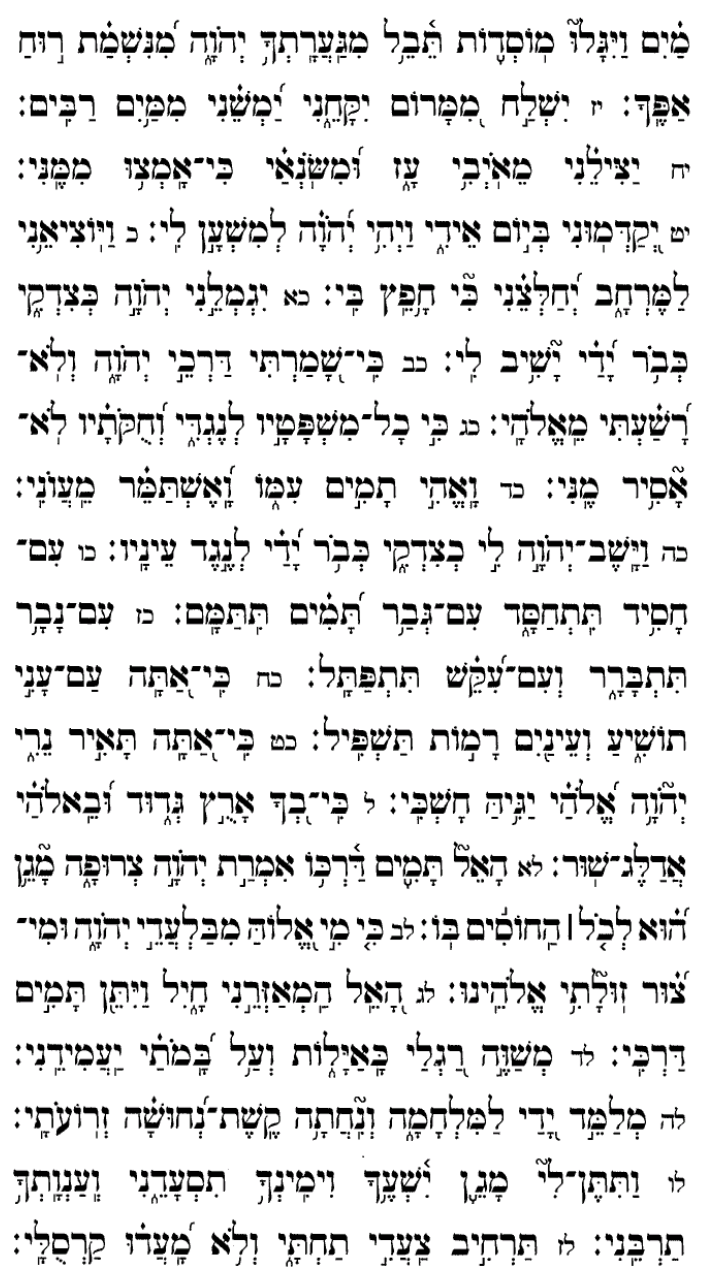 מַ֗יִם וַֽיִּגָּלוּ֮ מֽוֹסְד֢וֹת תֵּ֫בֵ֥ל מִגַּעֲרָ֣תְךָ֣ יְהוָ֑ה מִ֝נִּשְׁמַ֗ת ר֣וּחַ
אַפֶּֽךָ׃ יז יִשְׁלַ֣ח מִ֭מָּרוֹם יִקָּחֵ֑נִי יַֽ֝מְשֵׁ֗נִי מִמַּ֥יִם רַבִּֽים׃
יח יַצִּילֵ֗נִי מֵאֹיְבִ֥י עָ֑ז וּ֝מִשֹּׂנְאַ֗י כִּֽי־אָמְצ֥וּ מִמֶּֽנִּי׃
יט יְקַדְּמ֥וּנִי בְיוֹם־אֵידִ֑י וַֽיְהִי־יְהוָ֖ה לְמִשְׁעָ֣ן לִֽי׃ כ וַיּוֹצִיאֵ֥נִי
לַמֶּרְחָ֑ב יְ֝חַלְּצֵ֗נִי כִּ֘י חָ֥פֵֽץ בִּֽי׃ כא יִגְמְלֵ֣נִי יְהוָ֣ה כְּצִדְקִ֑י
כְּבֹ֥ר יָ֝דַ֗י יָשִׁ֥יב לִֽי׃ כב כִּֽי־שָׁ֭מַרְתִּי דַּרְכֵ֣י יְהוָ֑ה וְלֹֽא־
רָ֝שַׁ֗עְתִּי מֵאֱלֹהָֽי׃ כג כִּ֣י כָל־מִשְׁפָּטָ֣יו לְנֶגְדִּ֑י וְ֝חֻקֹּתָ֗יו לֹא־
אָסִ֥יר מֶֽנִּי׃ כד וָאֱהִ֣י תָמִ֣ים עִמּ֑וֹ וָ֝אֶשְׁתַּמֵּ֗ר מֵעֲוֺנִֽי׃
כה וַיָּֽשֶׁב־יְהוָ֣ה לִ֣י כְצִדְקִ֑י כְּבֹ֥ר יָ֝דַ֗י לְנֶ֣גֶד עֵינָֽיו׃ כו עִם־
חָסִ֥יד תִּתְחַסָּ֑ד עִם־גְּבַ֥ר תָּ֝מִ֗ים תִּתַּמָּֽם׃ כז עִם־נָבָ֥ר
תִּתְבָּרָ֑ר וְעִם־עִ֝קֵּ֗שׁ תִּתְפַּתָּֽל׃ כח כִּֽי־אַ֭תָּה עַם־עָנִ֣י
תוֹשִׁ֑יעַ וְעֵינַ֖יִם רָמ֣וֹת תַּשְׁפִּֽיל׃ כט כִּֽי־אַ֭תָּה תָּאִ֣יר נֵרִ֑י
יְהוָ֥ה אֱ֝לֹהַ֗י יַגִּ֥יהַּ חָשְׁכִּֽי׃ ל כִּֽי־בְ֭ךָ אָרֻ֣ץ גְּד֑וּד וּ֝בֵֽאלֹהַ֗י
אֲדַלֶּג־שֽׁוּר׃ לא הָאֵל֮ תָּמִ֢ים דַּ֫רְכּ֥וֹ אִמְרַֽת יְהוָ֥ה צְרוּפָ֑ה מָגֵ֥ן
ה֝֗וּא לְכֹ֤ל ׀ הַחוֹסִ֬ים בּֽוֹ׃ לב כִּ֤י מִ֣י אֱ֭לוֹהַּ מִבַּלְעֲדֵ֣י יְהוָ֑ה וּמִי־
צ֝֗וּר זוּלָתִ֥י אֱלֹהֵֽינוּ׃ לג הָ֭אֵל הַמְאַזְּרֵ֣נִי חָ֑יִל וַיִּתֵּ֖ן תָּמִ֣ים
דַּרְכִּֽי׃ לד מְשַׁוֶּ֣ה רַ֭גְלַי כָּאַיָּל֑וֹת וְעַ֥ל בָּ֝מֹתַ֗י יַעֲמִידֵֽנִי׃
לה מְלַמֵּ֣ד יָ֭דַי לַמִּלְחָמָ֑ה וְֽנִחֲתָ֥ה קֶֽשֶׁת־נְ֝חוּשָׁ֗ה זְרוֹעֹתָֽי׃
לו וַתִּתֶּן־לִי֮ מָגֵ֢ן יִ֫שְׁעֶ֥ךָ וִֽימִינְךָ֥ תִסְעָדֵ֑נִי וְֽעַנְוַתְךָ֥
תַרְבֵּֽנִי׃ לז תַּרְחִ֣יב צַעֲדִ֣י תַחְתָּ֑י וְלֹ֥א מָ֝עֲד֗וּ קַרְסֻלָּֽי׃